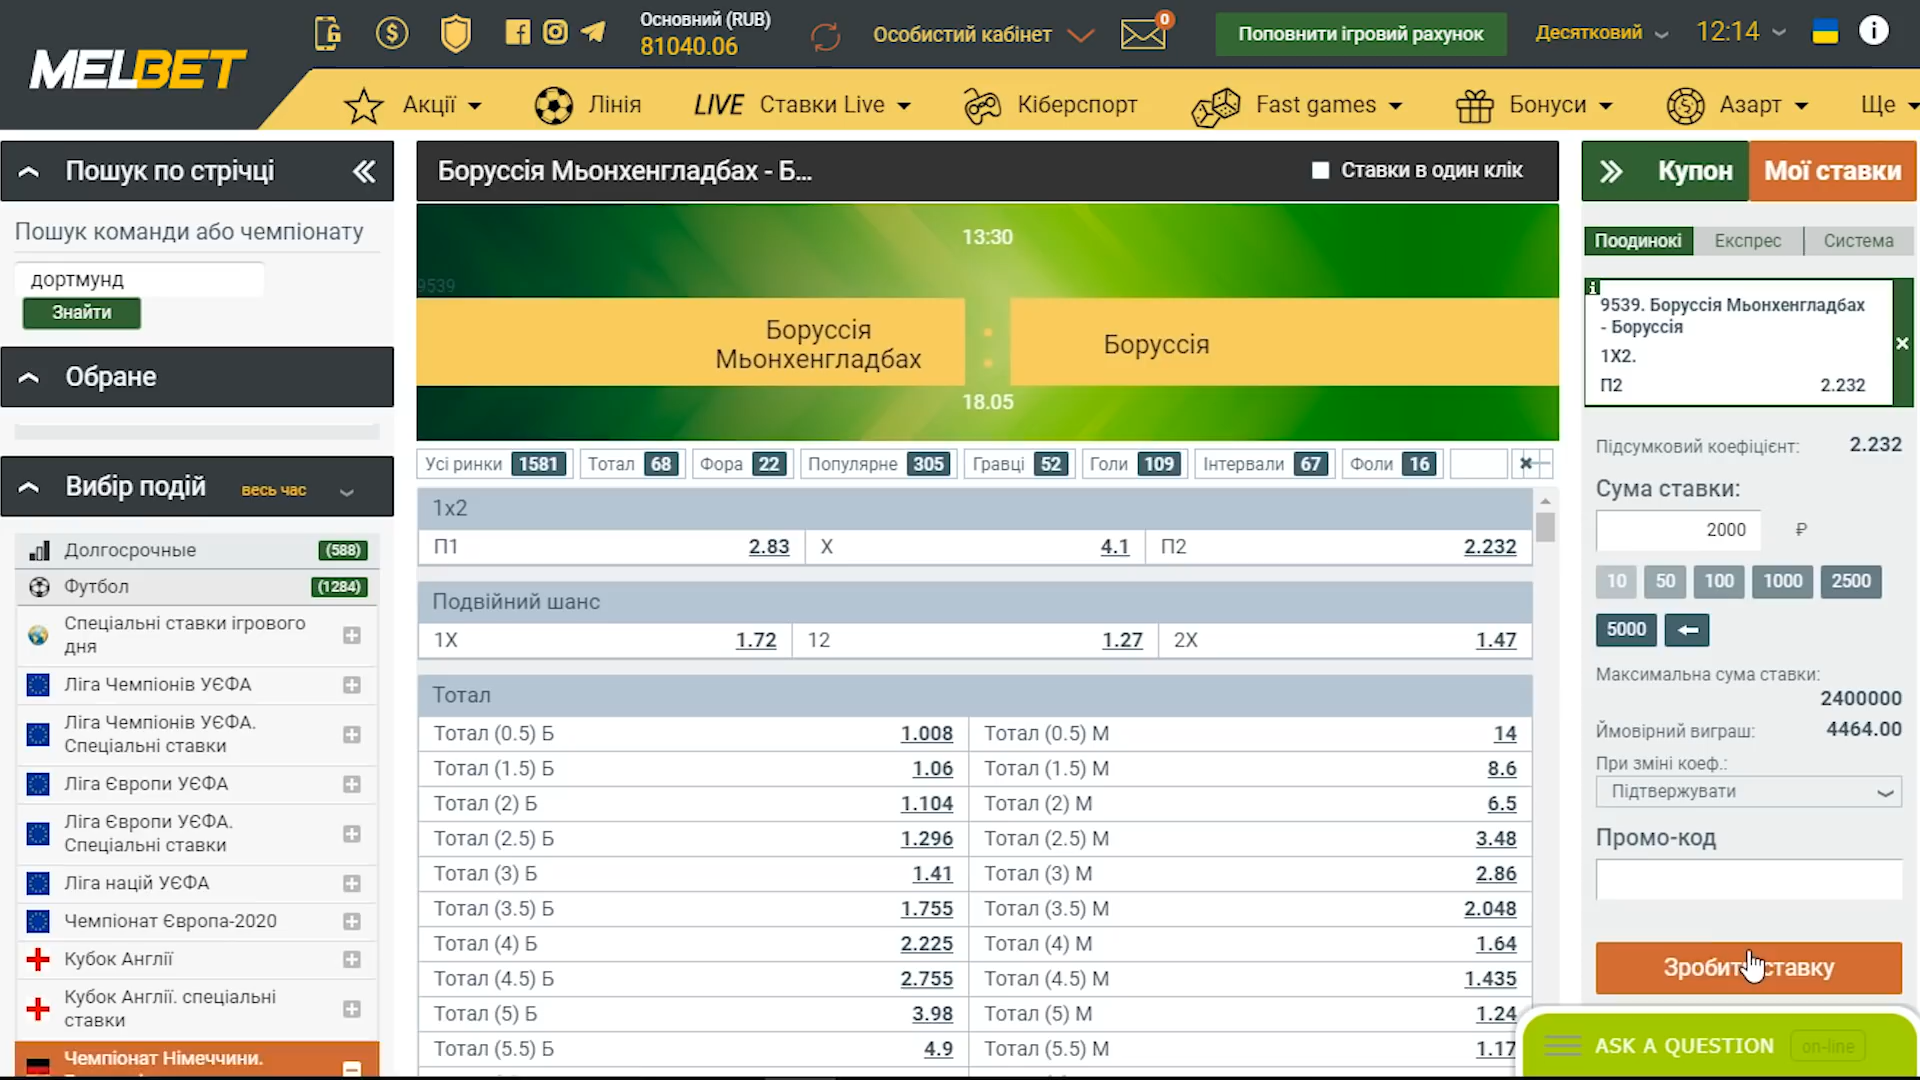 MELBET
Основний (RUB)
81040.06
Особистий кабінет
0
Поповнити ігровий рахунок
Десятковий
12:14
Акції
Лінія
LIVE Ставки Live
Кіберспорт
Fast games
Бонуси
Азарт
Ще
Пошук по стрічці
Пошук команди або чемпіонату
дортмунд
Знайти
Обране
Вибір подій весь час
Долгосрочные (588)
Футбол (1284)
Спеціальні ставки ігрового
дня
Ліга Чемпіонів УЄФА
Ліга Чемпіонів УЄФА.
Спеціальні ставки
Ліга Європи УЄФА
Ліга Європи УЄФА.
Спеціальні ставки
Ліга націй УЄФА
Чемпіонат Європа-2020
Кубок Англії
Кубок Англії. спеціальні
ставки
Чемпіонат Німеччини.
Боруссія Мьонхенгладбах - Б...
Ставки в один клік
13:30
9539
Боруссія
Мьонхенгладбах
:
Боруссія
18.05
Усі ринки 1581
Тотал 68
Фора 22
Популярне 305
Гравці 52
Голи 109
Інтервали 67
Фоли 16
1x2
П1 2.83 X 4.1 П2 2.232
Подвійний шанс
1X 1.72 12 1.27 2X 1.47
Тотал
Тотал (0.5) Б 1.008 Тотал (0.5) М 14
Тотал (1.5) Б 1.06 Тотал (1.5) М 8.6
Тотал (2) Б 1.104 Тотал (2) М 6.5
Тотал (2.5) Б 1.296 Тотал (2.5) М 3.48
Тотал (3) Б 1.41 Тотал (3) М 2.86
Тотал (3.5) Б 1.755 Тотал (3.5) М 2.048
Тотал (4) Б 2.225 Тотал (4) М 1.64
Тотал (4.5) Б 2.755 Тотал (4.5) М 1.435
Тотал (5) Б 3.98 Тотал (5) М 1.24
Тотал (5.5) Б 4.9 Тотал (5.5) М 1.17
Купон
Мої ставки
Поодинокі
Експрес
Система
9539. Боруссія Мьонхенгладбах
- Боруссія
1X2.
П2 2.232
Підсумковий коефіцієнт: 2.232
Сума ставки:
2000 ₽
10 50 100 1000 2500
5000
Максимальна сума ставки:
2400000
Ймовірний виграш: 4464.00
При зміні коеф.:
Підтвержувати
Промо-код
Зробити ставку
ASK A QUESTION on-line